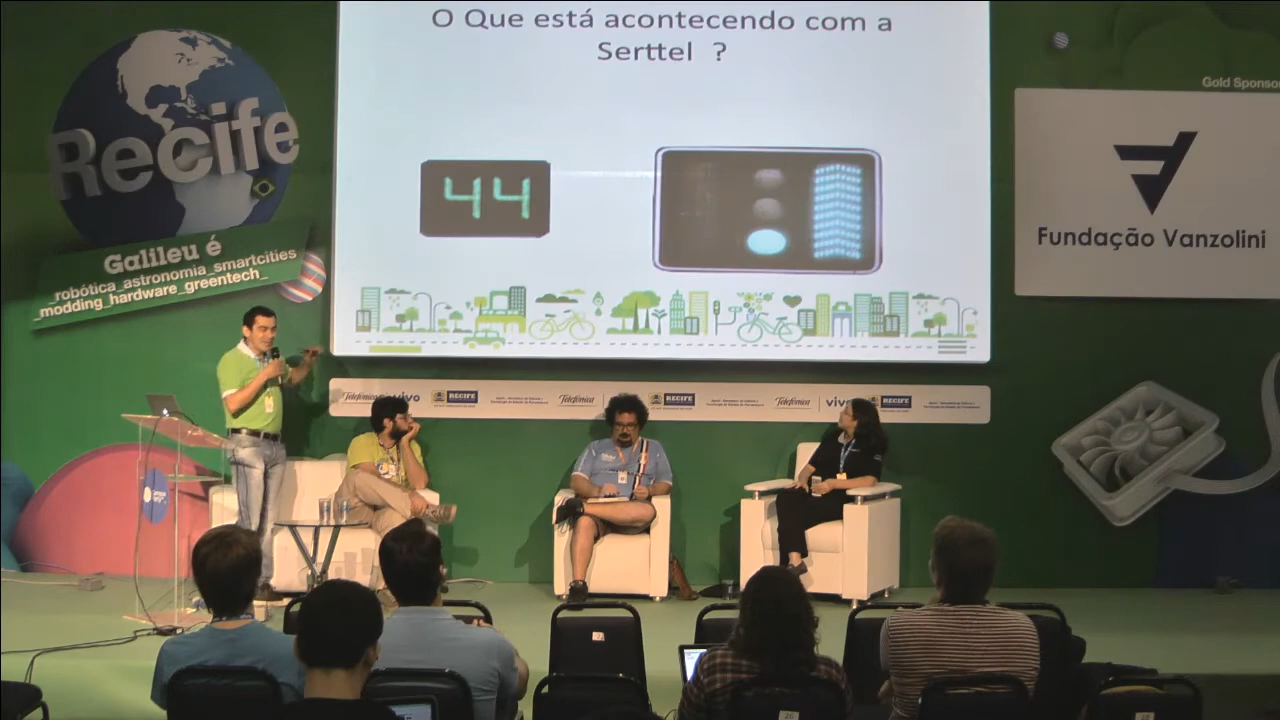 O Que está acontecendo com a
Serttel ?
44
Recife
Galileu é
_robótica_astronomia_smartcities
_modding_hardware_greentech_
Gold Sponsor
Fundação Vanzolini
Telefónica
vivo
RECIFE
Telefónica
RECIFE
Telefónica
vivo
RECIFE